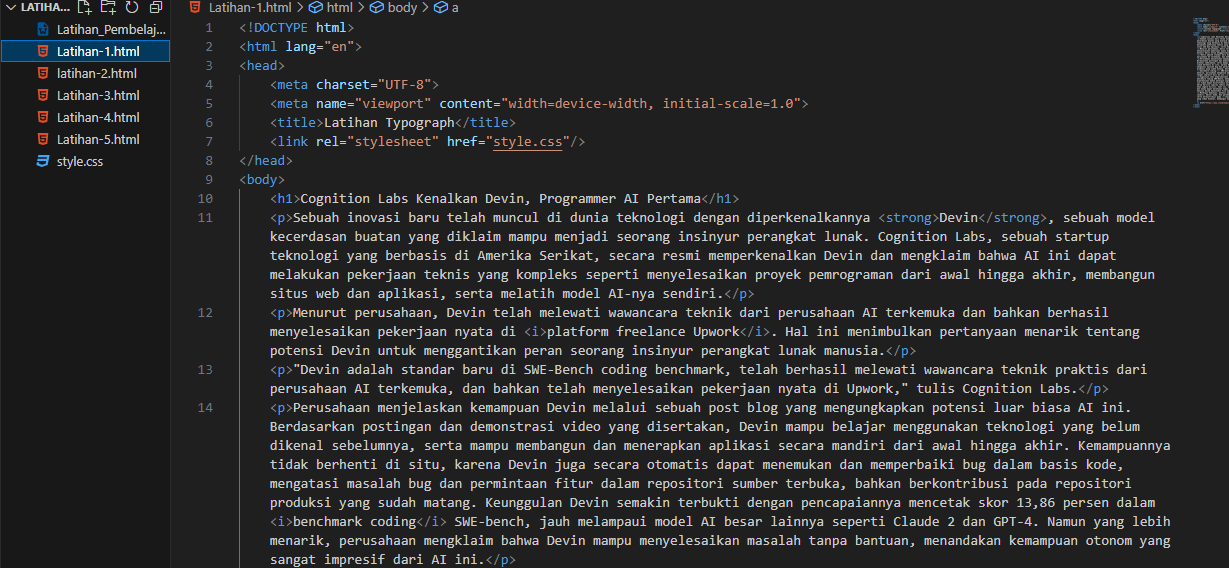 LATIHA...
Latihan_Pembelaj...
Latihan-1.html
latihan-2.html
Latihan-3.html
Latihan-4.html
Latihan-5.html
style.css
Latihan-1.html > html > body > a
1 <!DOCTYPE html>
2 <html lang="en">
3 <head>
4 <meta charset="UTF-8">
5 <meta name="viewport" content="width=device-width, initial-scale=1.0">
6 <title>Latihan Typograph</title>
7 <link rel="stylesheet" href="style.css"/>
8 </head>
9 <body>
10 <h1>Cognition Labs Kenalkan Devin, Programmer AI Pertama</h1>
11 <p>Sebuah inovasi baru telah muncul di dunia teknologi dengan diperkenalkannya <strong>Devin</strong>, sebuah model
kecerdasan buatan yang diklaim mampu menjadi seorang insinyur perangkat lunak. Cognition Labs, sebuah startup
teknologi yang berbasis di Amerika Serikat, secara resmi memperkenalkan Devin dan mengklaim bahwa AI ini dapat
melakukan pekerjaan teknis yang kompleks seperti menyelesaikan proyek pemrograman dari awal hingga akhir, membangun
situs web dan aplikasi, serta melatih model AI-nya sendiri.</p>
12 <p>Menurut perusahaan, Devin telah melewati wawancara teknik dari perusahaan AI terkemuka dan bahkan berhasil
menyelesaikan pekerjaan nyata di <i>platform freelance Upwork</i>. Hal ini menimbulkan pertanyaan menarik tentang
potensi Devin untuk menggantikan peran seorang insinyur perangkat lunak manusia.</p>
13 <p>"Devin adalah standar baru di SWE-Bench coding benchmark, telah berhasil melewati wawancara teknik praktis dari
perusahaan AI terkemuka, dan bahkan telah menyelesaikan pekerjaan nyata di Upwork," tulis Cognition Labs.</p>
14 <p>Perusahaan menjelaskan kemampuan Devin melalui sebuah post blog yang mengungkapkan potensi luar biasa AI ini.
Berdasarkan postingan dan demonstrasi video yang disertakan, Devin mampu belajar menggunakan teknologi yang belum
dikenal sebelumnya, serta mampu membangun dan menerapkan aplikasi secara mandiri dari awal hingga akhir. Kemampuannya
tidak berhenti di situ, karena Devin juga secara otomatis dapat menemukan dan memperbaiki bug dalam basis kode,
mengatasi masalah bug dan permintaan fitur dalam repositori sumber terbuka, bahkan berkontribusi pada repositori
produksi yang sudah matang. Keunggulan Devin semakin terbukti dengan pencapaiannya mencetak skor 13,86 persen dalam
<i>benchmark coding</i> SWE-bench, jauh melampaui model AI besar lainnya seperti Claude 2 dan GPT-4. Namun yang lebih
menarik, perusahaan mengklaim bahwa Devin mampu menyelesaikan masalah tanpa bantuan, menandakan kemampuan otonom yang
sangat impresif dari AI ini.</p>